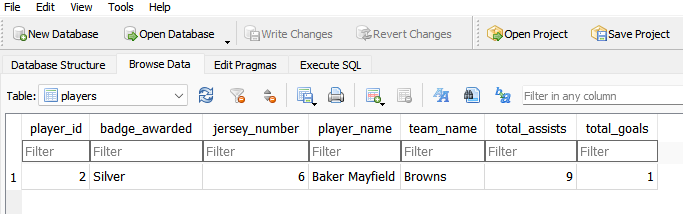 File Edit View Tools Help
New Database Open Database Write Changes Revert Changes Open Project Save Project
Database Structure Browse Data Edit Pragmas Execute SQL
Table: players Filter in any column
player_id badge_awarded jersey_number player_name team_name total_assists total_goals
Filter Filter Filter Filter Filter Filter Filter
1 2 Silver 6 Baker Mayfield Browns 9 1